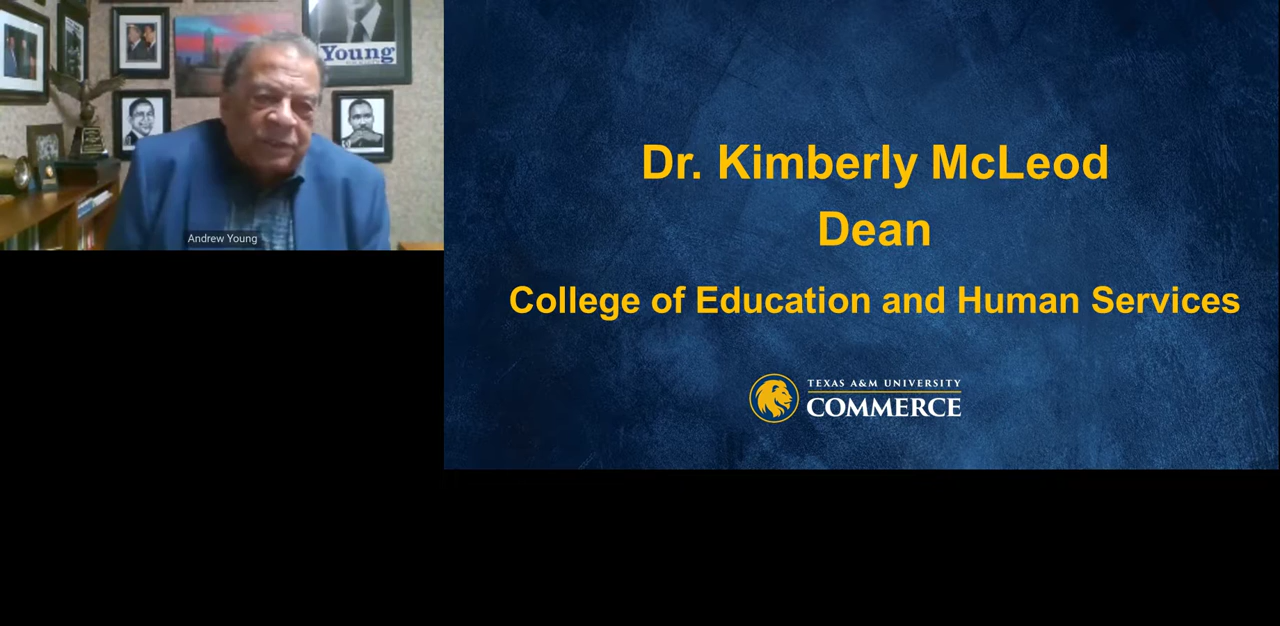 Young
Andrew Young
Dr. Kimberly McLeod
Dean
College of Education and Human Services
TEXAS A&M UNIVERSITY
COMMERCE